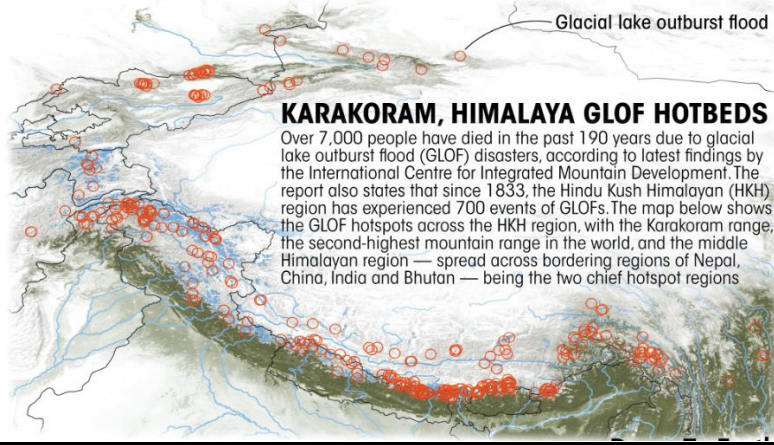 Glacial lake outburst flood
KARAKORAM, HIMALAYA GLOF HOTBEDS
Over 7,000 people have died in the past 190 years due to glacial
lake outburst flood (GLOF) disasters, according to latest findings by
the International Centre for Integrated Mountain Development. The
report also states that since 1833, the Hindu Kush Himalayan (HKH)
region has experienced 700 events of GLOFs. The map below shows
the GLOF hotspots across the HKH region, with the Karakoram range,
the second-highest mountain range in the world, and the middle
Himalayan region — spread across bordering regions of Nepal,
China, India and Bhutan — being the two chief hotspot regions